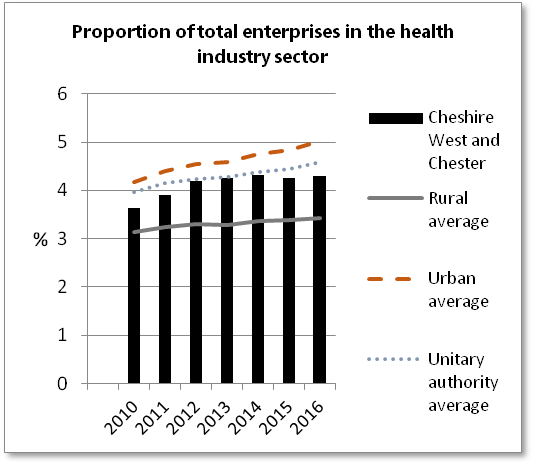 Proportion of total enterprises in the health
industry sector
6
5
4
3
2
1
0
%
2010
2011
2012
2013
2014
2015
2016
Cheshire
West and
Chester
Rural
average
Urban
average
Unitary
authority
average